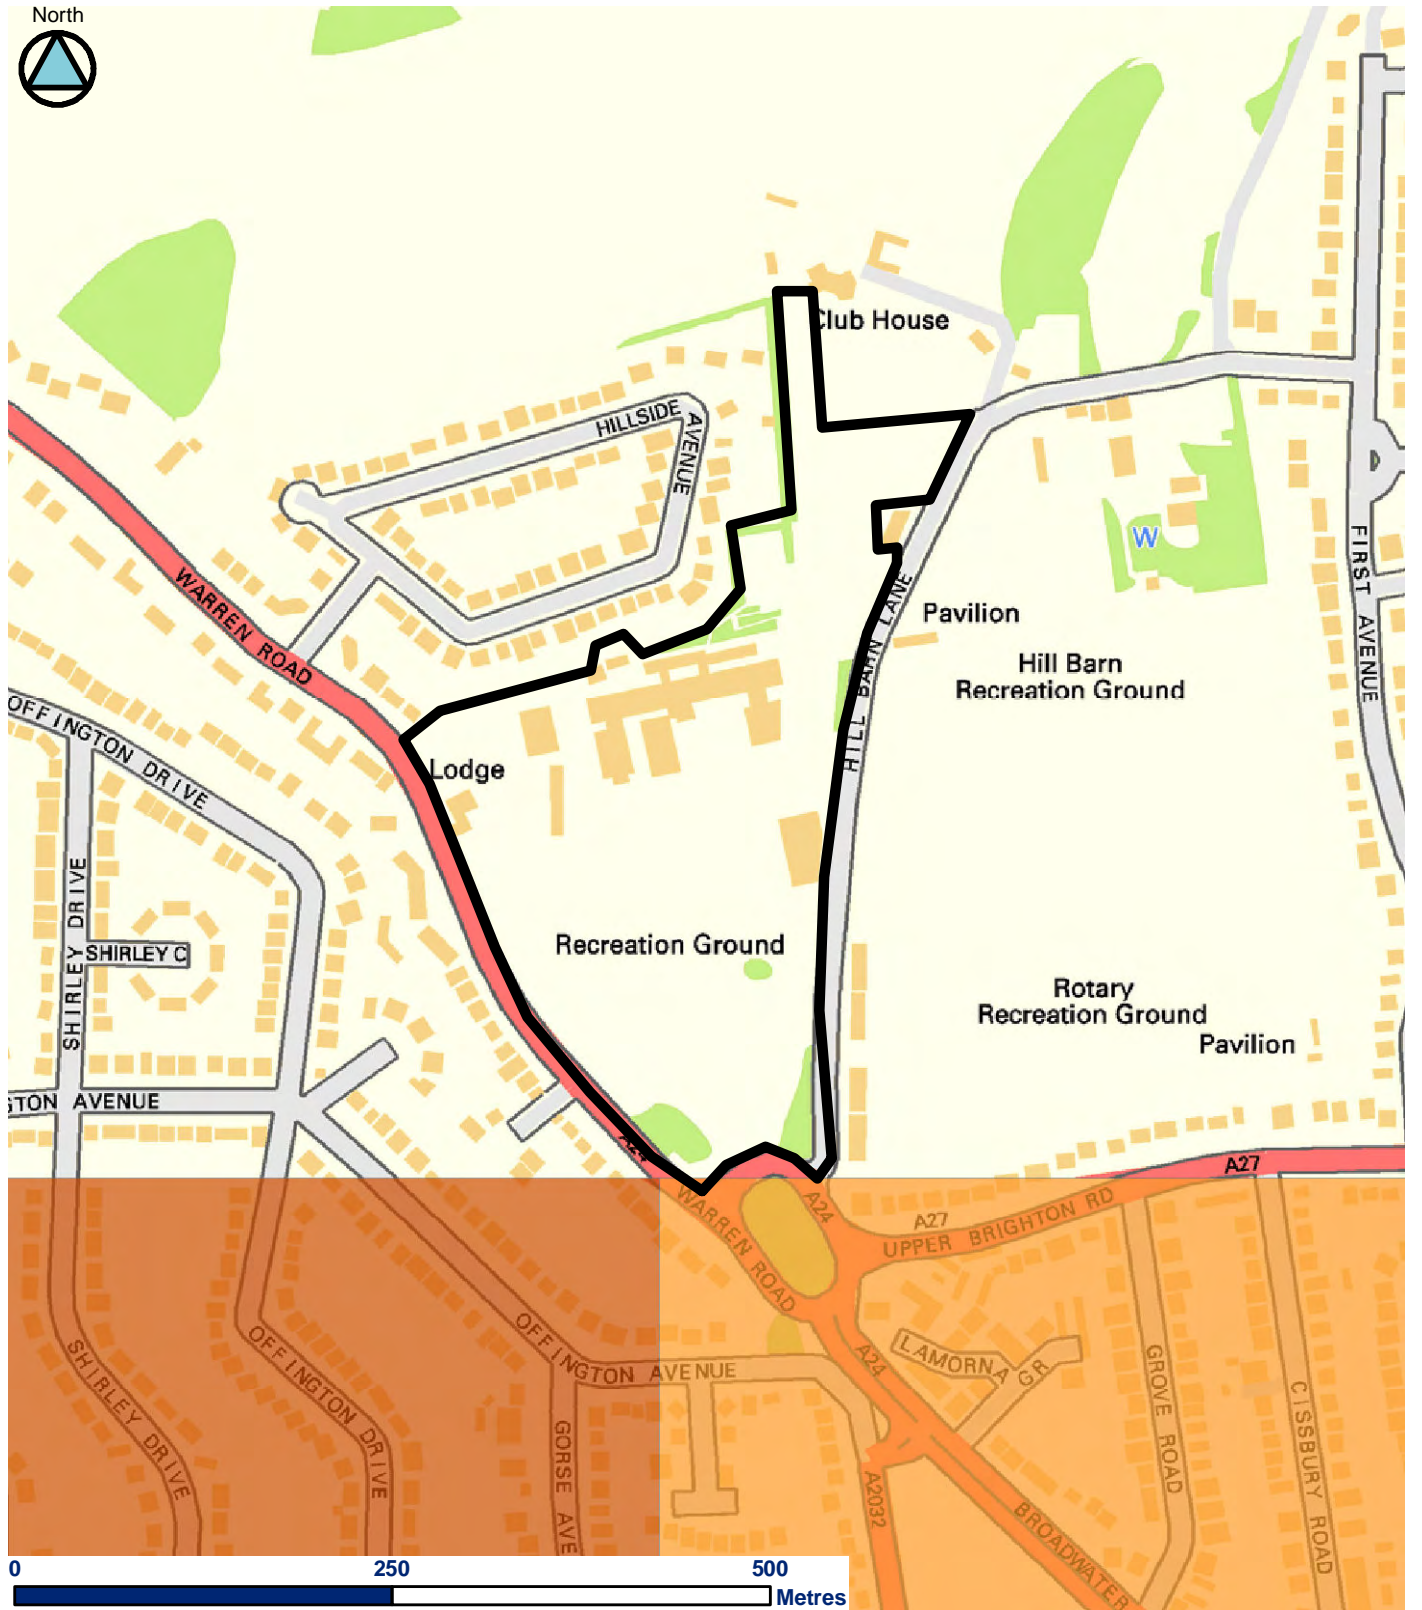 North
Club House
HILLSIDE
AVENUE
W
FIRST AVENUE
WARREN ROAD
HILL BARN LANE
Pavilion
Hill Barn
Recreation Ground
OFFINGTON DRIVE
Lodge
SHIRLEY DRIVE
SHIRLEY C
Recreation Ground
Rotary
Recreation Ground
Pavilion
GTON AVENUE
A24
A27
WARREN ROAD
A24
A27
UPPER BRIGHTON RD
OFFINGTON AVENUE
SHIRLEY DRIVE
OFFINGTON DRIVE
GORSE AVE
A24
LAMORNA GR
GROVE ROAD
CISSBURY ROAD
A2032
BROADWATER
0
250
500
Metres